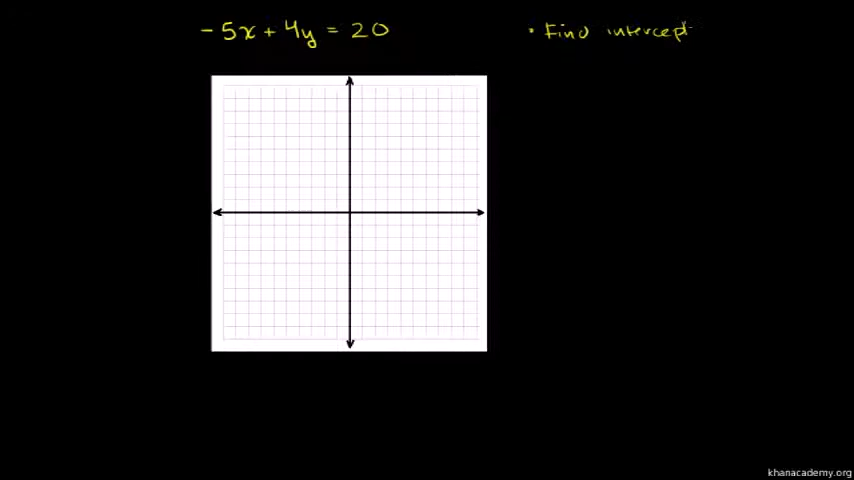 -5x + 4y = 20
• Find intercept
khanacademy.org